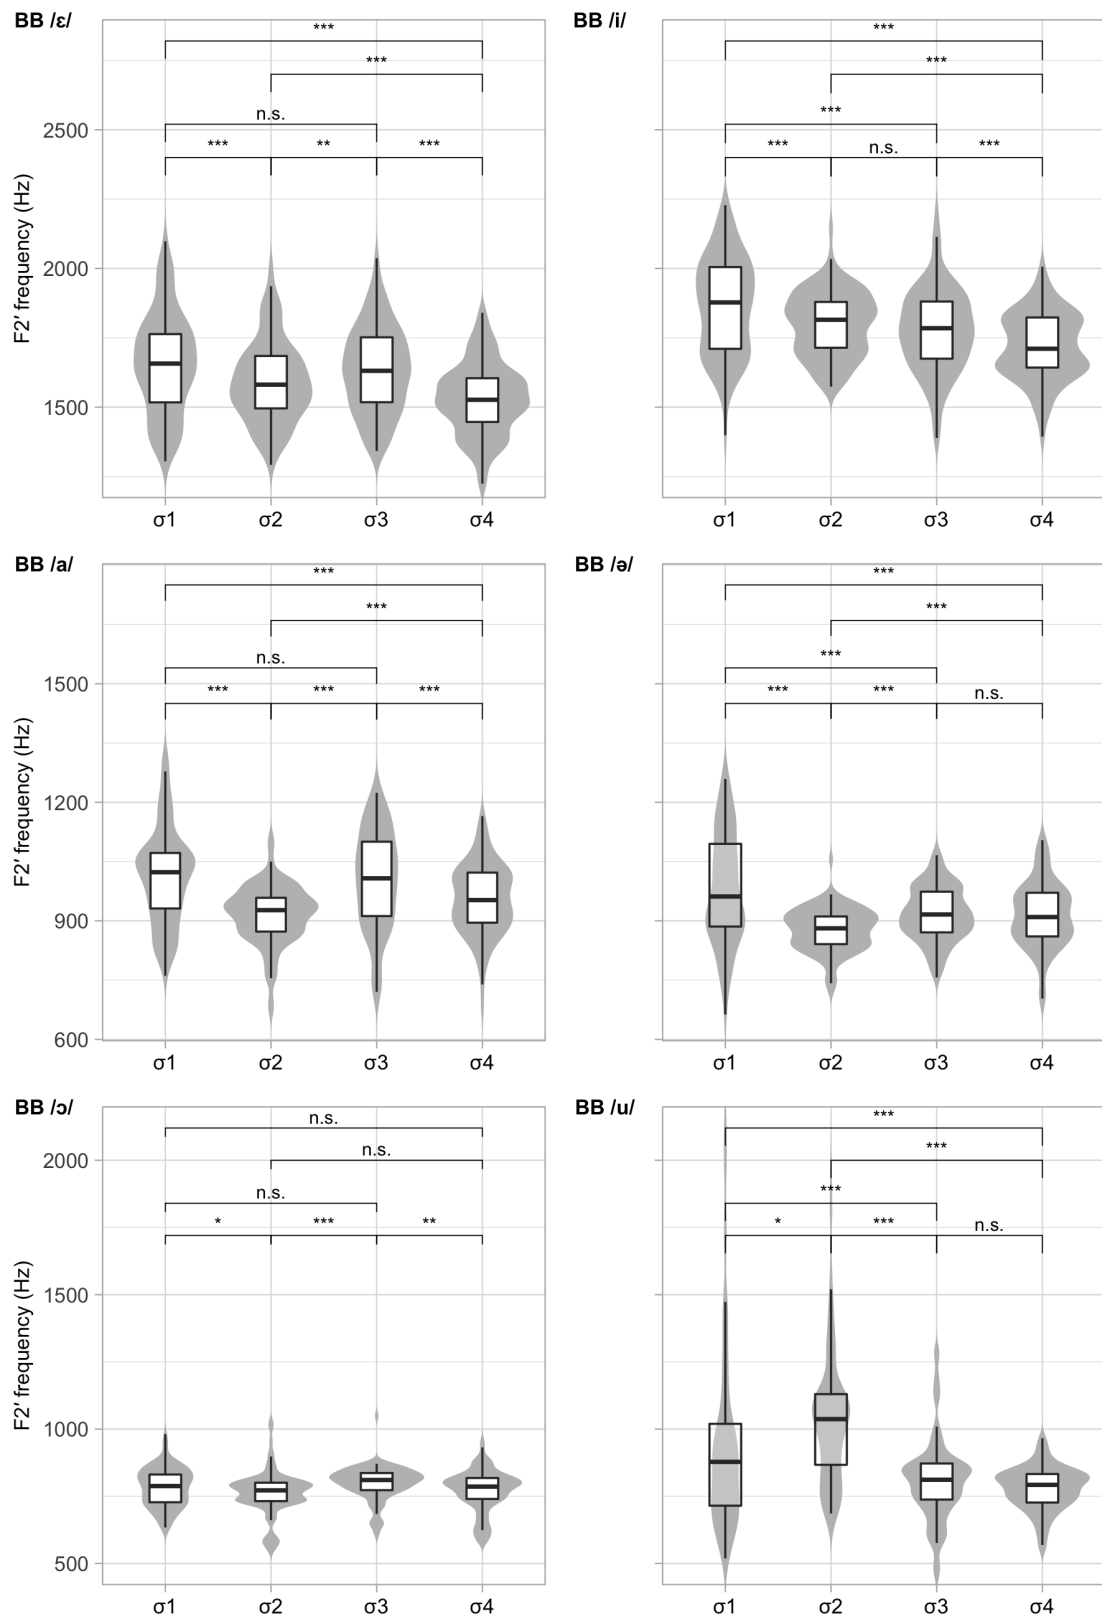 BB /ɛ/
***
***
n.s.
*** ** ***
2500
2000
1500
F2′ frequency (Hz)
σ1 σ2 σ3 σ4
BB /i/
***
***
***
*** n.s. ***
σ1 σ2 σ3 σ4
BB /a/
***
***
n.s.
*** *** ***
1500
1200
900
600
F2′ frequency (Hz)
σ1 σ2 σ3 σ4
BB /ə/
***
***
***
*** *** n.s.
σ1 σ2 σ3 σ4
BB /ɔ/
n.s.
n.s.
n.s.
* *** **
2000
1500
1000
500
F2′ frequency (Hz)
σ1 σ2 σ3 σ4
BB /u/
***
***
***
* *** n.s.
σ1 σ2 σ3 σ4